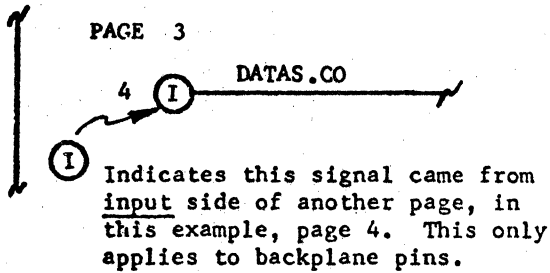 PAGE 3
DATAS.CO
4 I
I
Indicates this signal came from
input side of another page, in
this example, page 4. This only
applies to backplane pins.